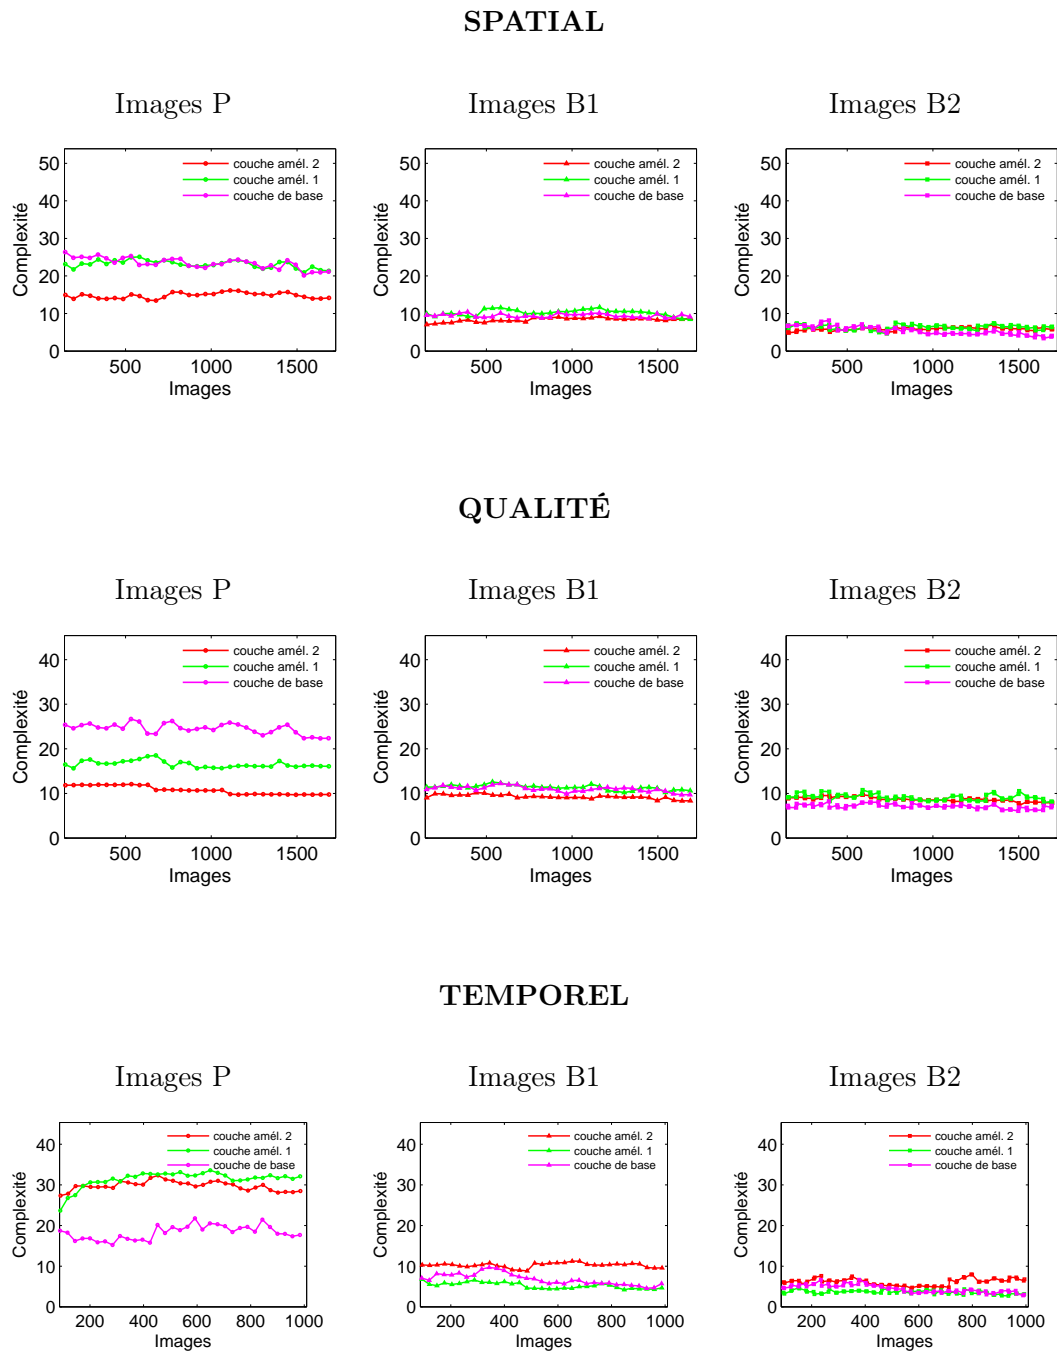 SPATIAL
Images P
Images B1
Images B2
couche amél. 2
couche amél. 1
couche de base
50
40
30
20
10
0
Complexité
500
1000
1500
Images
couche amél. 2
couche amél. 1
couche de base
50
40
30
20
10
0
Complexité
500
1000
1500
Images
couche amél. 2
couche amél. 1
couche de base
50
40
30
20
10
0
Complexité
500
1000
1500
Images
QUALITÉ
Images P
Images B1
Images B2
couche amél. 2
couche amél. 1
couche de base
40
30
20
10
0
Complexité
500
1000
1500
Images
couche amél. 2
couche amél. 1
couche de base
40
30
20
10
0
Complexité
500
1000
1500
Images
couche amél. 2
couche amél. 1
couche de base
40
30
20
10
0
Complexité
500
1000
1500
Images
TEMPOREL
Images P
Images B1
Images B2
couche amél. 2
couche amél. 1
couche de base
40
30
20
10
0
Complexité
200
400
600
800
1000
Images
couche amél. 2
couche amél. 1
couche de base
40
30
20
10
0
Complexité
200
400
600
800
1000
Images
couche amél. 2
couche amél. 1
couche de base
40
30
20
10
0
Complexité
200
400
600
800
1000
Images